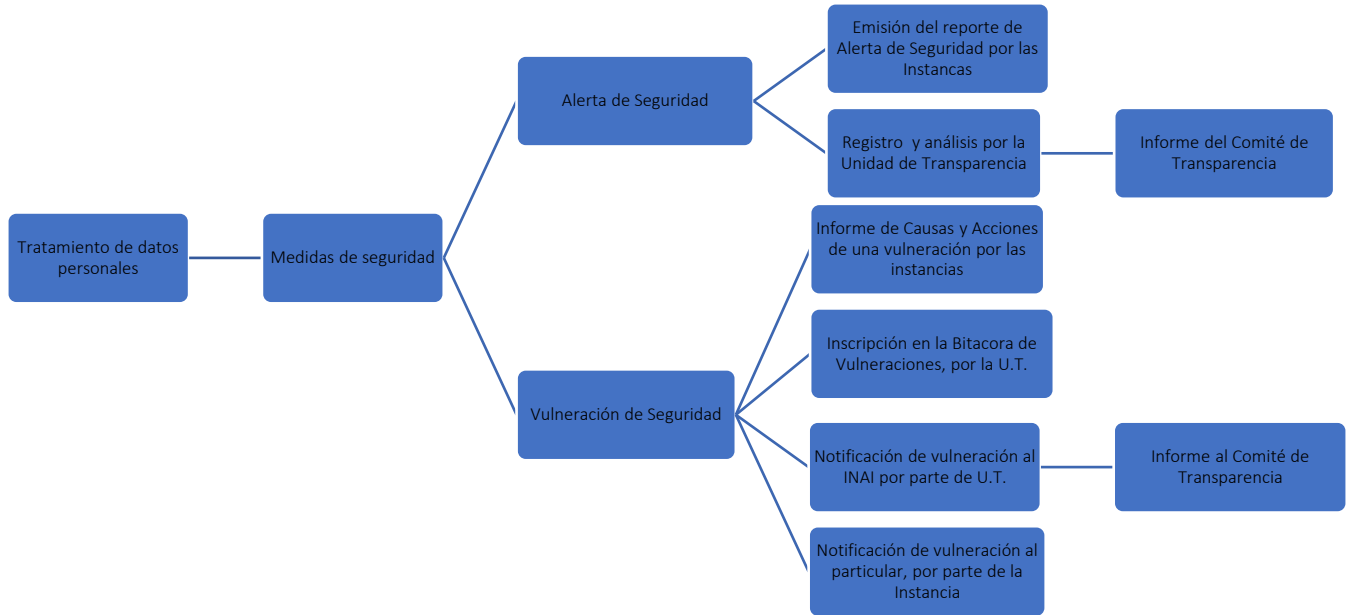 Tratamiento de datos
personales
Medidas de seguridad
Alerta de Seguridad
Emisión del reporte de
Alerta de Seguridad por las
Instancas
Registro y análisis por la
Unidad de Transparencia
Informe del Comité de
Transparencia
Vulneración de Seguridad
Informe de Causas y Acciones
de una vulneración por las
instancias
Inscripción en la Bitacora de
Vulneraciones, por la U.T.
Notificación de vulneración al
INAI por parte de U.T.
Informe al Comité de
Transparencia
Notificación de vulneración al
particular, por parte de la
Instancia